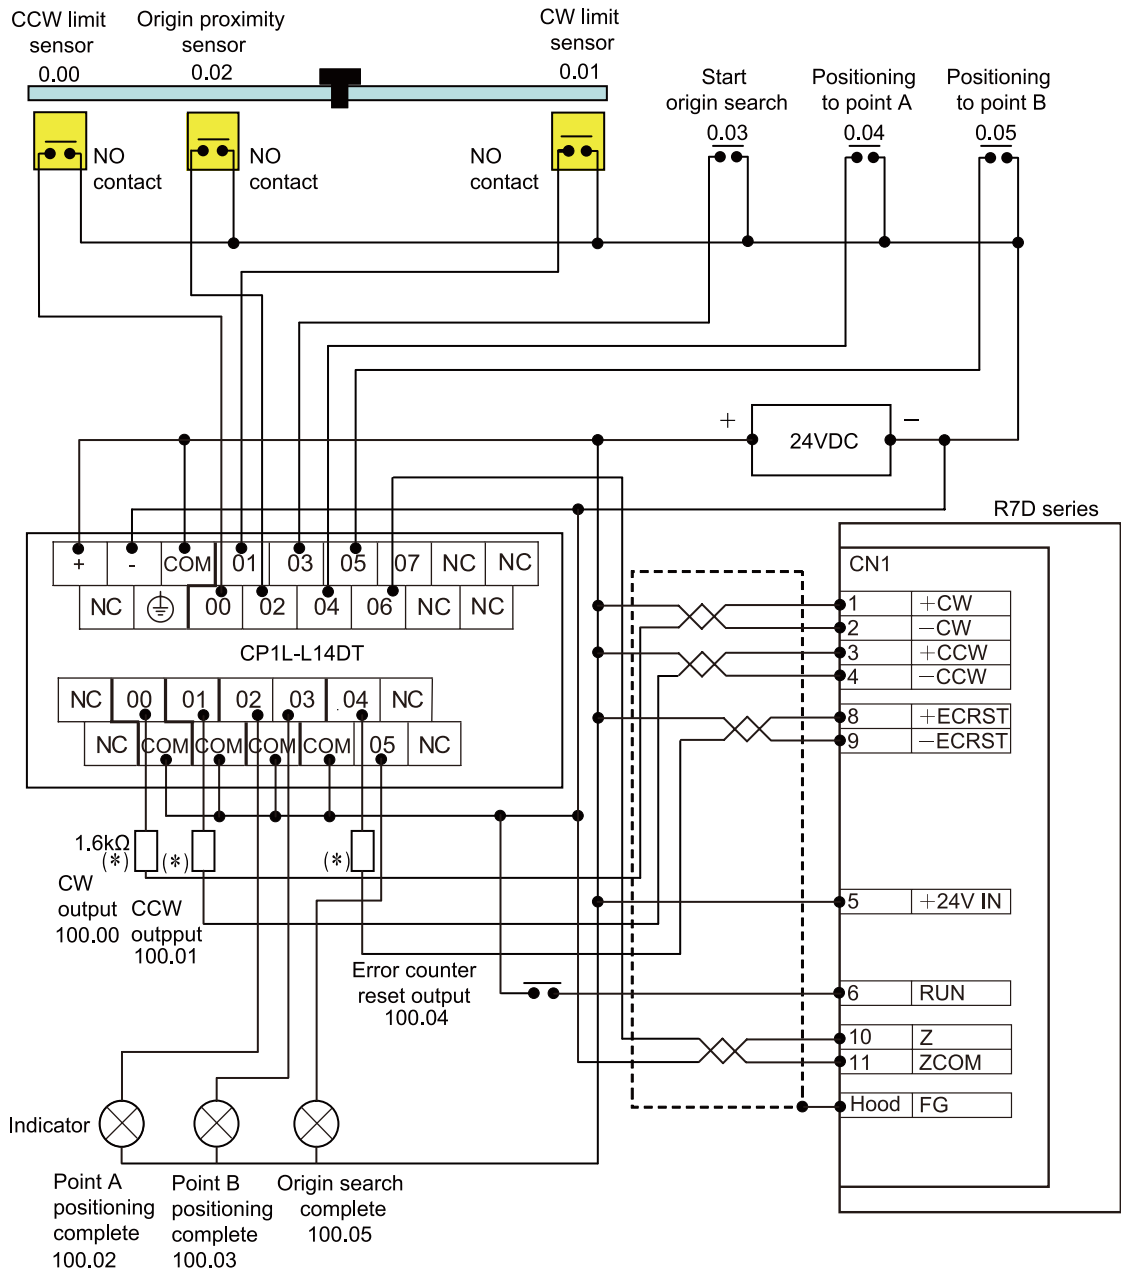 CCW limit
sensor
0.00
Origin proximity
sensor
0.02
CW limit
sensor
0.01
Start
origin search
0.03
Positioning
to point A
0.04
Positioning
to point B
0.05
NO
contact
NO
contact
NO
contact
+ 24VDC −
R7D series
+ - COM 01 03 05 07 NC NC
NC 00 02 04 06 NC NC
CP1L-L14DT
NC 00 01 02 03 04 NC
NC COM COM COM COM 05 NC
CN1
1 +CW
2 −CW
3 +CCW
4 −CCW
8 +ECRST
9 −ECRST
5 +24V IN
6 RUN
10 Z
11 ZCOM
Hood FG
1.6kΩ
(*) (*) (*)
CW
output
100.00
CCW
outpput
100.01
Error counter
reset output
100.04
Indicator
Point A
positioning
complete
100.02
Point B
positioning
complete
100.03
Origin search
complete
100.05